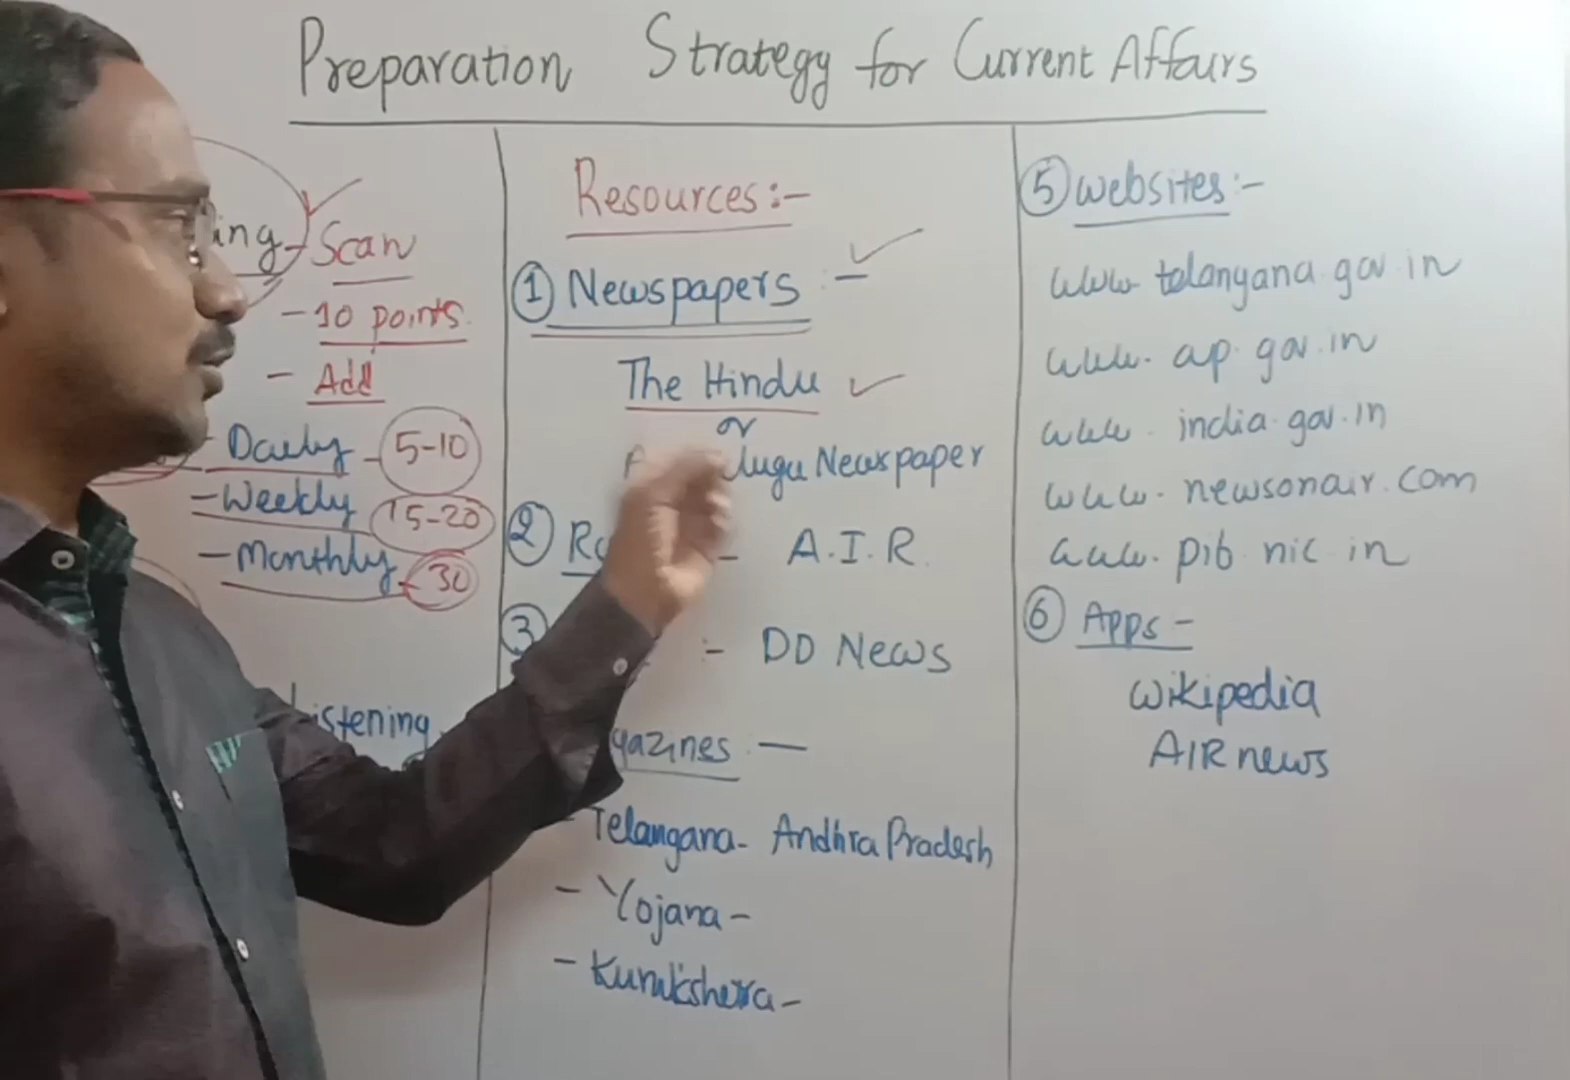 Preparation Strategy for Current Affairs
ing - Scan
- 10 points
- Add
- Daily - 5-10
- Weekly 15-20
- Monthly - 30
istening
Resources:-
① Newspapers :-
The Hindu
or
Newspaper
② - A.I.R.
③ :- DD News
gazines : —
- Telangana - Andhra Pradesh
- Yojana -
- Kurukshetra -
⑤ Websites:-
www.telangana.gov.in
www.ap.gov.in
www.india.gov.in
www.newsonair.com
www.pib nic in
⑥ Apps -
Wikipedia
AIR news